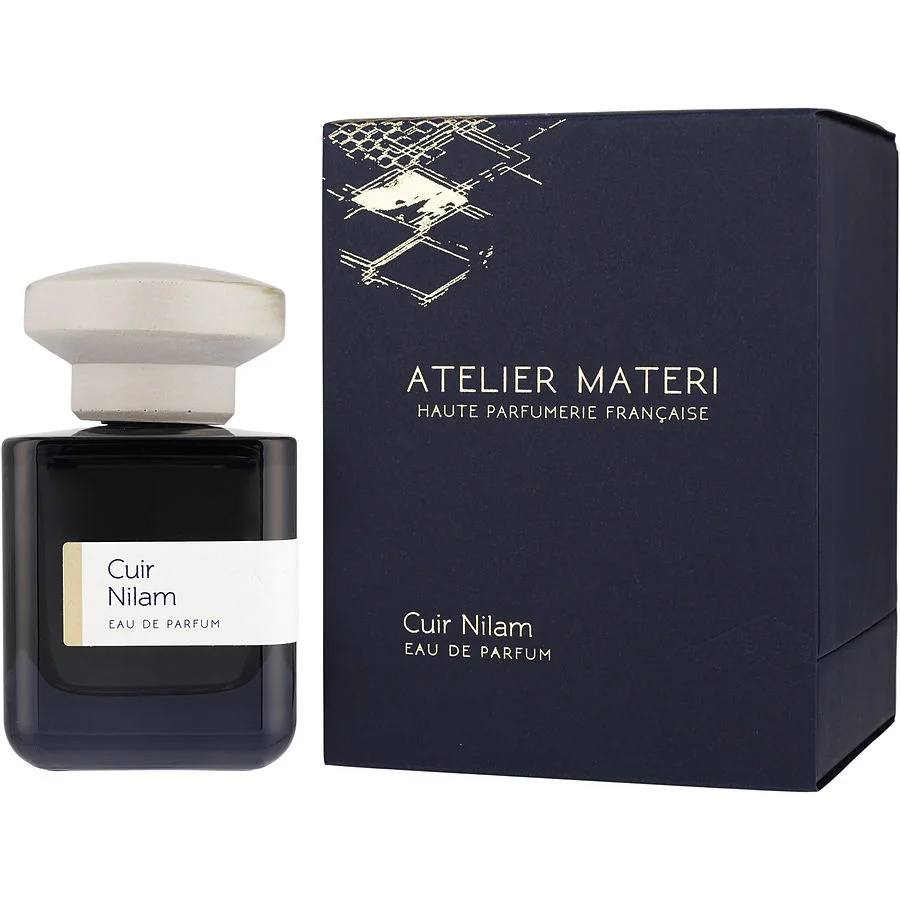 Cuir
Nilam
EAU DE PARFUM
ATELIER MATERI
HAUTE PARFUMERIE FRANÇAISE
Cuir Nilam
EAU DE PARFUM